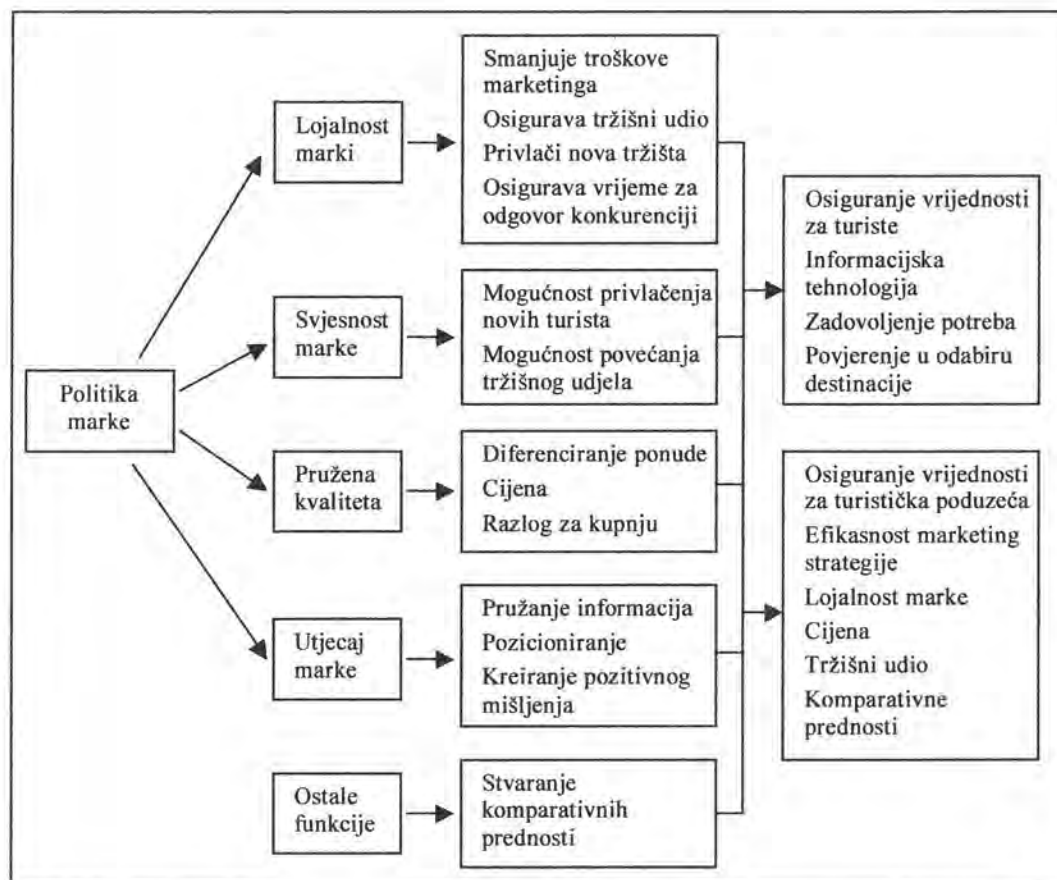 Politika
marke
Lojalnost
marki
Smanjuje troškove
marketinga
Osigurava tržišni udio
Privlači nova tržišta
Osigurava vrijeme za
odgovor konkurenciji
Svjesnost
marke
Mogućnost privlačenja
novih turista
Mogućnost povećanja
tržišnog udjela
Pružena
kvaliteta
Diferenciranje ponude
Cijena
Razlog za kupnju
Utjecaj
marke
Pružanje informacija
Pozicioniranje
Kreiranje pozitivnog
mišljenja
Ostale
funkcije
Stvaranje
komparativnih
prednosti
Osiguranje vrijednosti
za turiste
Informacijska
tehnologija
Zadovoljenje potreba
Povjerenje u odabiru
destinacije
Osiguranje vrijednosti
za turistička poduzeća
Efikasnost marketing
strategije
Lojalnost marke
Cijena
Tržišni udio
Komparativne
prednosti